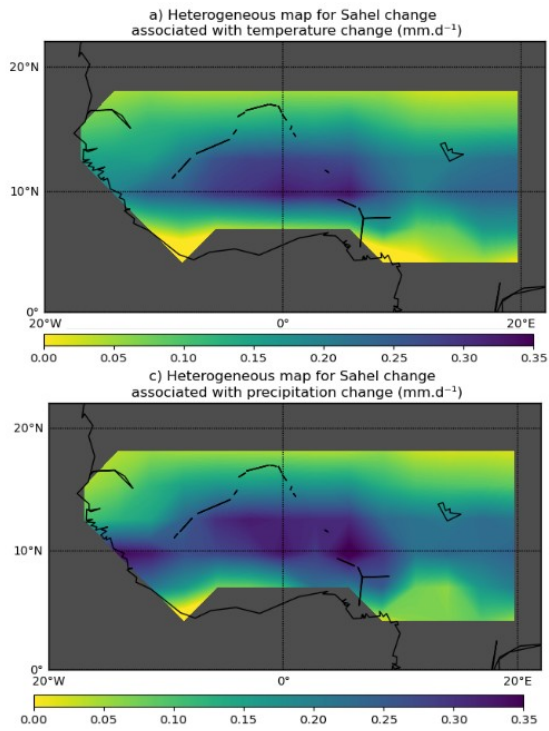 a) Heterogeneous map for Sahel change
associated with temperature change (mm.d⁻¹)
20°N
10°N
0°
20°W 0° 20°E
0.00 0.05 0.10 0.15 0.20 0.25 0.30 0.35
c) Heterogeneous map for Sahel change
associated with precipitation change (mm.d⁻¹)
20°N
10°N
0°
20°W 0° 20°E
0.00 0.05 0.10 0.15 0.20 0.25 0.30 0.35